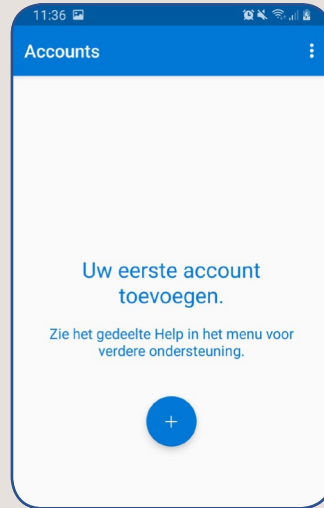 11:36
Accounts
Uw eerste account
toevoegen.
Zie het gedeelte Help in het menu voor
verdere ondersteuning.